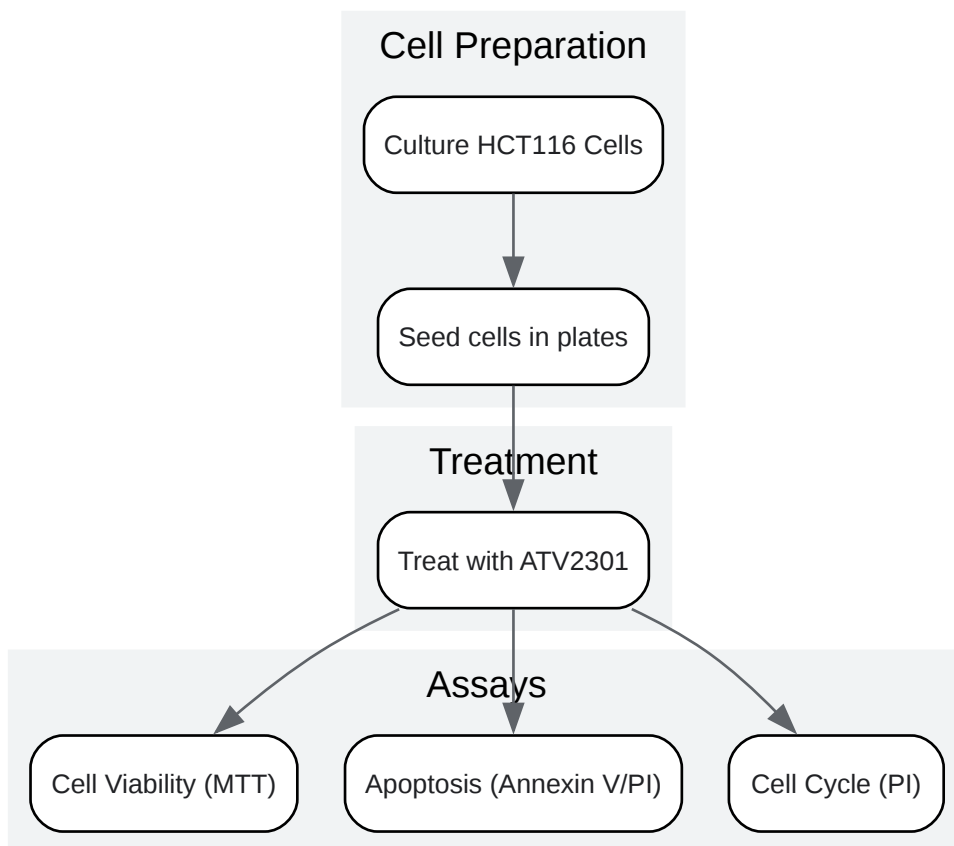 Cell Preparation
Culture HCT116 Cells
Seed cells in plates
Treatment
Treat with ATV2301
Assays
Cell Viability (MTT)
Apoptosis (Annexin V/PI)
Cell Cycle (PI)